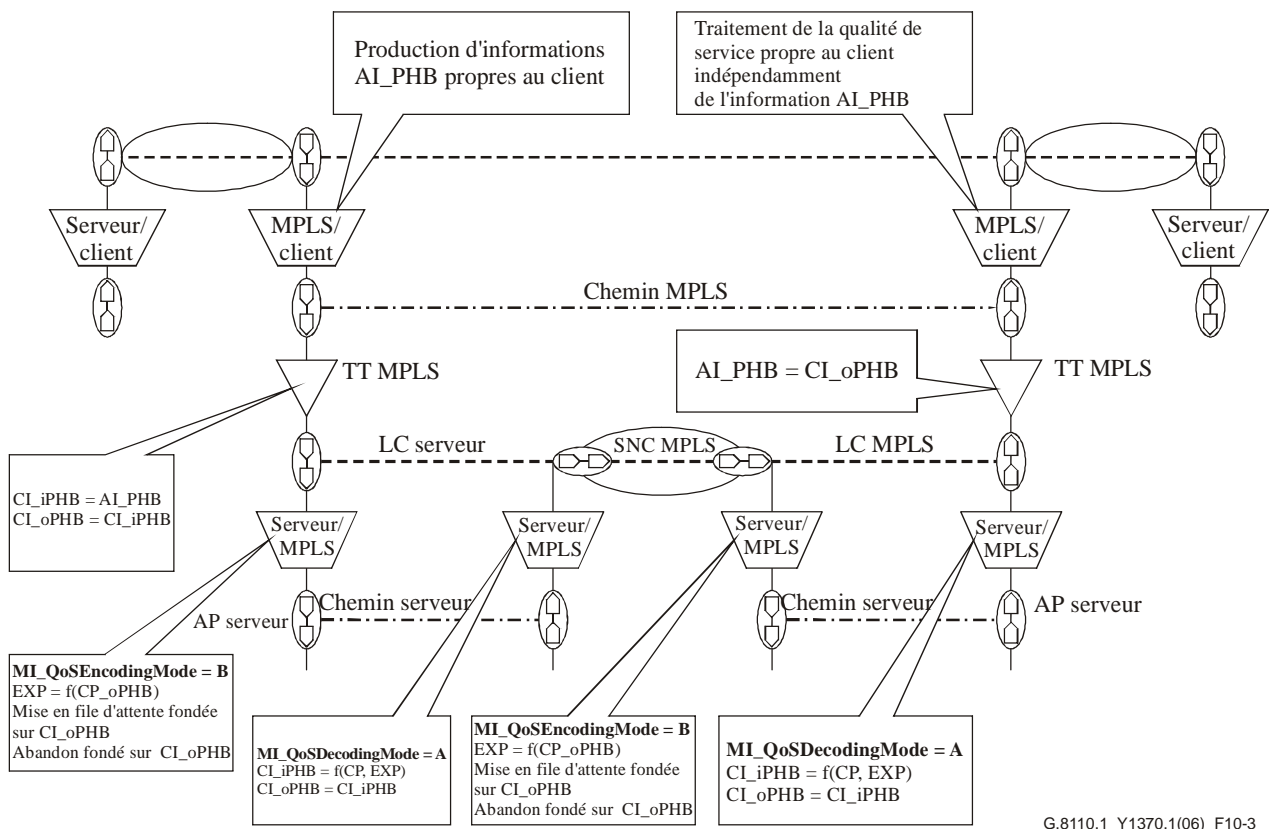 Production d'informations
AI_PHB propres au client
Traitement de la qualité de
service propre au client
indépendamment
de l'information AI_PHB
Serveur/
client
MPLS/
client
MPLS/
client
Serveur/
client
Chemin MPLS
TT MPLS
AI_PHB = CI_oPHB
TT MPLS
LC serveur
SNC MPLS
LC MPLS
CI_iPHB = AI_PHB
CI_oPHB = CI_iPHB
Serveur/
MPLS
Serveur/
MPLS
Serveur/
MPLS
Serveur/
MPLS
AP serveur
Chemin serveur
Chemin serveur
AP serveur
MI_QoSEncodingMode = B
EXP = f(CP_oPHB)
Mise en file d'attente fondée
sur CI_oPHB
Abandon fondé sur CI_oPHB
MI_QoSDecodingMode = A
CI_iPHB = f(CP, EXP)
CI_oPHB = CI_iPHB
MI_QoSEncodingMode = B
EXP = f(CP_oPHB)
Mise en file d'attente fondée
sur CI_oPHB
Abandon fondé sur CI_oPHB
MI_QoSDecodingMode = A
CI_iPHB = f(CP, EXP)
CI_oPHB = CI_iPHB
G.8110.1_Y1370.1(06)_F10-3